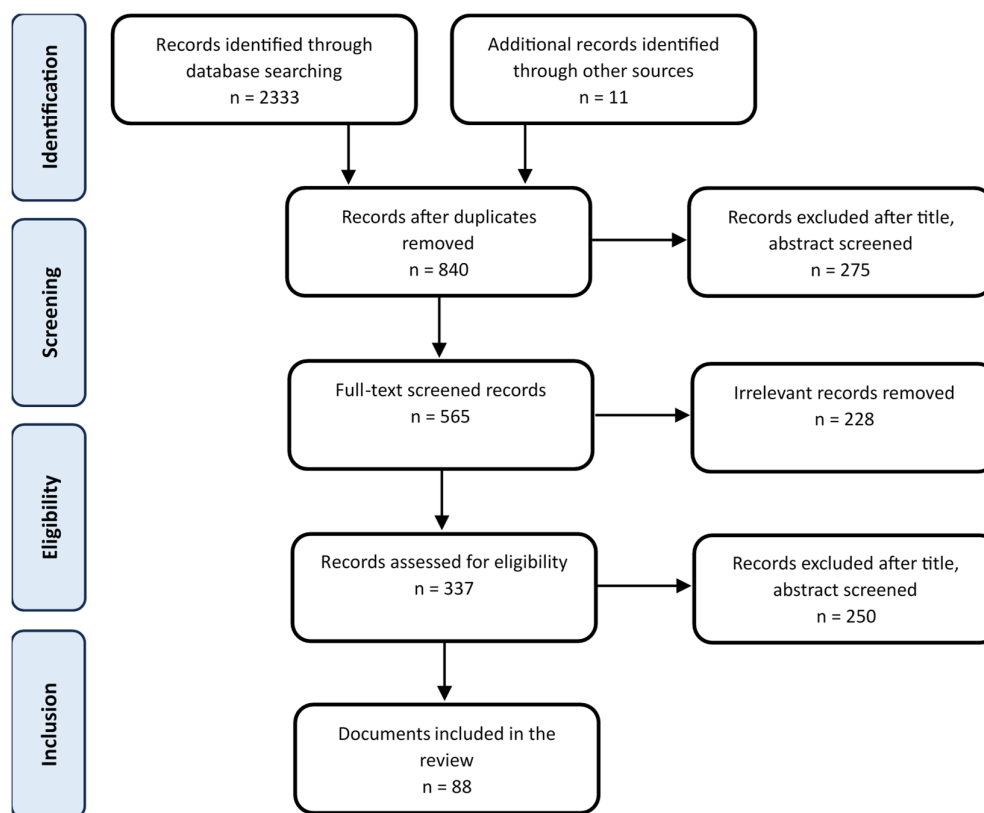 Identification
Records identified through
database searching
n = 2333
Additional records identified
through other sources
n = 11
Records after duplicates
removed
n = 840
Records excluded after title,
abstract screened
n = 275
Screening
Full-text screened records
n = 565
Irrelevant records removed
n = 228
Eligibility
Records assessed for eligibility
n = 337
Records excluded after title,
abstract screened
n = 250
Inclusion
Documents included in the
review
n = 88